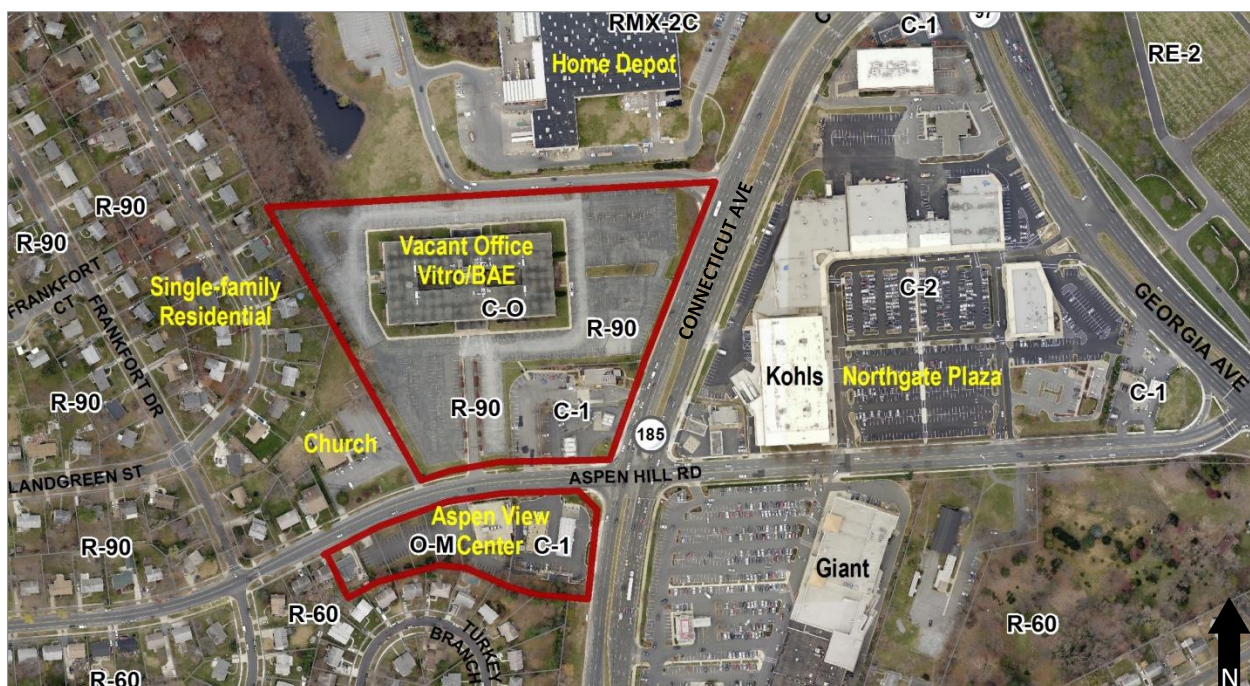 RMX-2C
C-1
97
RE-2
Home Depot
R-90
R-90
Vacant Office
Vitro/BAE
C-O
R-90
CONNECTICUT AVE
C-2
GEORGIA AVE
Single-family
Residential
FRANKFORT
CT
FRANKFORT DR
Kohls
Northgate Plaza
C-1
R-90
R-90
C-1
Church
185
LANDGREEN ST
ASPEN HILL RD
Aspen View
Center
O-M
C-1
R-90
Giant
R-60
R-60
TURKEY
BRANCH
R-60
N